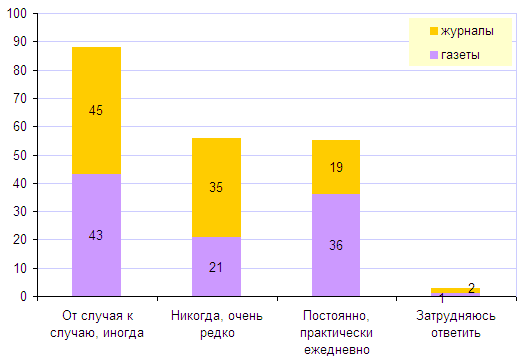 100
90
80
70
60
50
40
30
20
10
0
журналы
газеты
45
43
35
21
19
36
2
1
От случая к
случаю, иногда
Никогда, очень
редко
Постоянно,
практически
ежедневно
Затрудняюсь
ответить